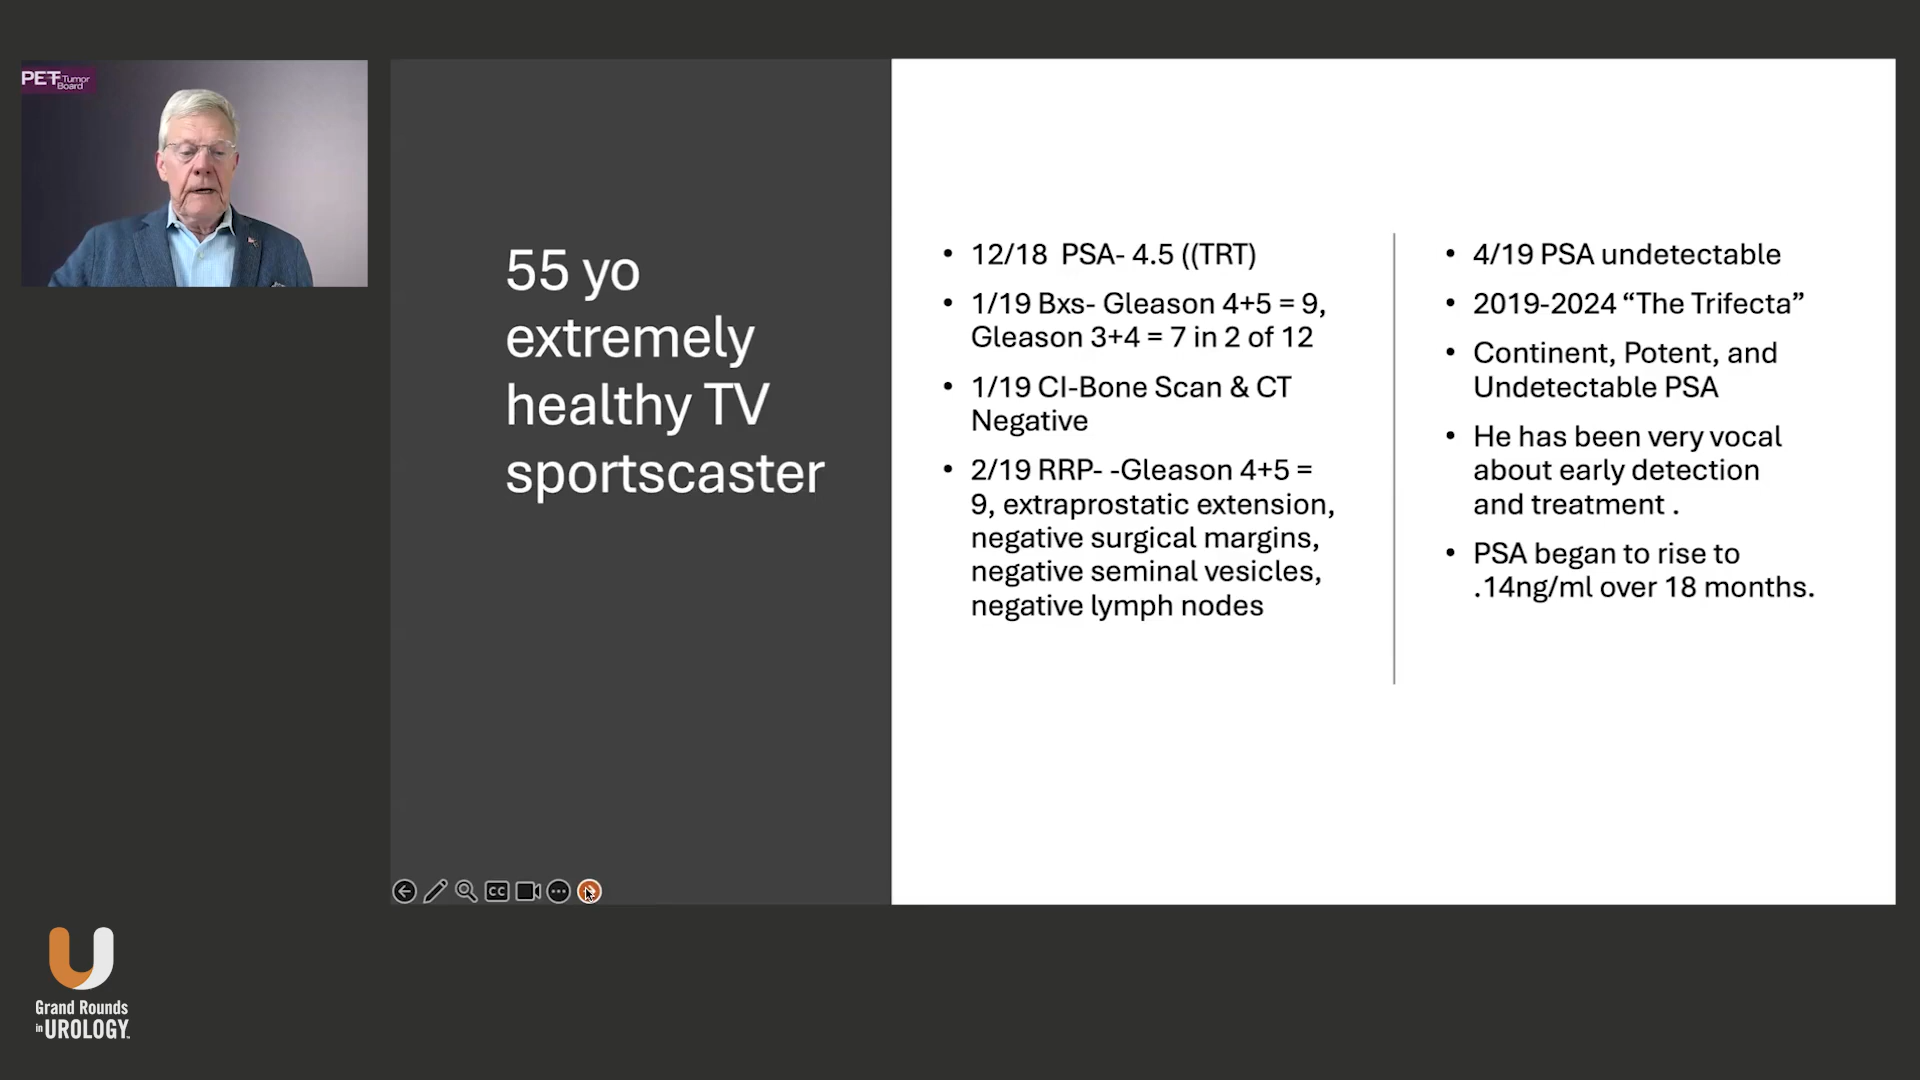 PET Tumor
Board
55 yo
extremely
healthy TV
sportscaster
• 12/18 PSA- 4.5 ((TRT)
• 1/19 Bxs- Gleason 4+5 = 9,
Gleason 3+4 = 7 in 2 of 12
• 1/19 CI-Bone Scan & CT
Negative
• 2/19 RRP- -Gleason 4+5 =
9, extraprostatic extension,
negative surgical margins,
negative seminal vesicles,
negative lymph nodes
• 4/19 PSA undetectable
• 2019-2024 “The Trifecta”
• Continent, Potent, and
Undetectable PSA
• He has been very vocal
about early detection
and treatment .
• PSA began to rise to
.14ng/ml over 18 months.
CC
Grand Rounds
in UROLOGY™